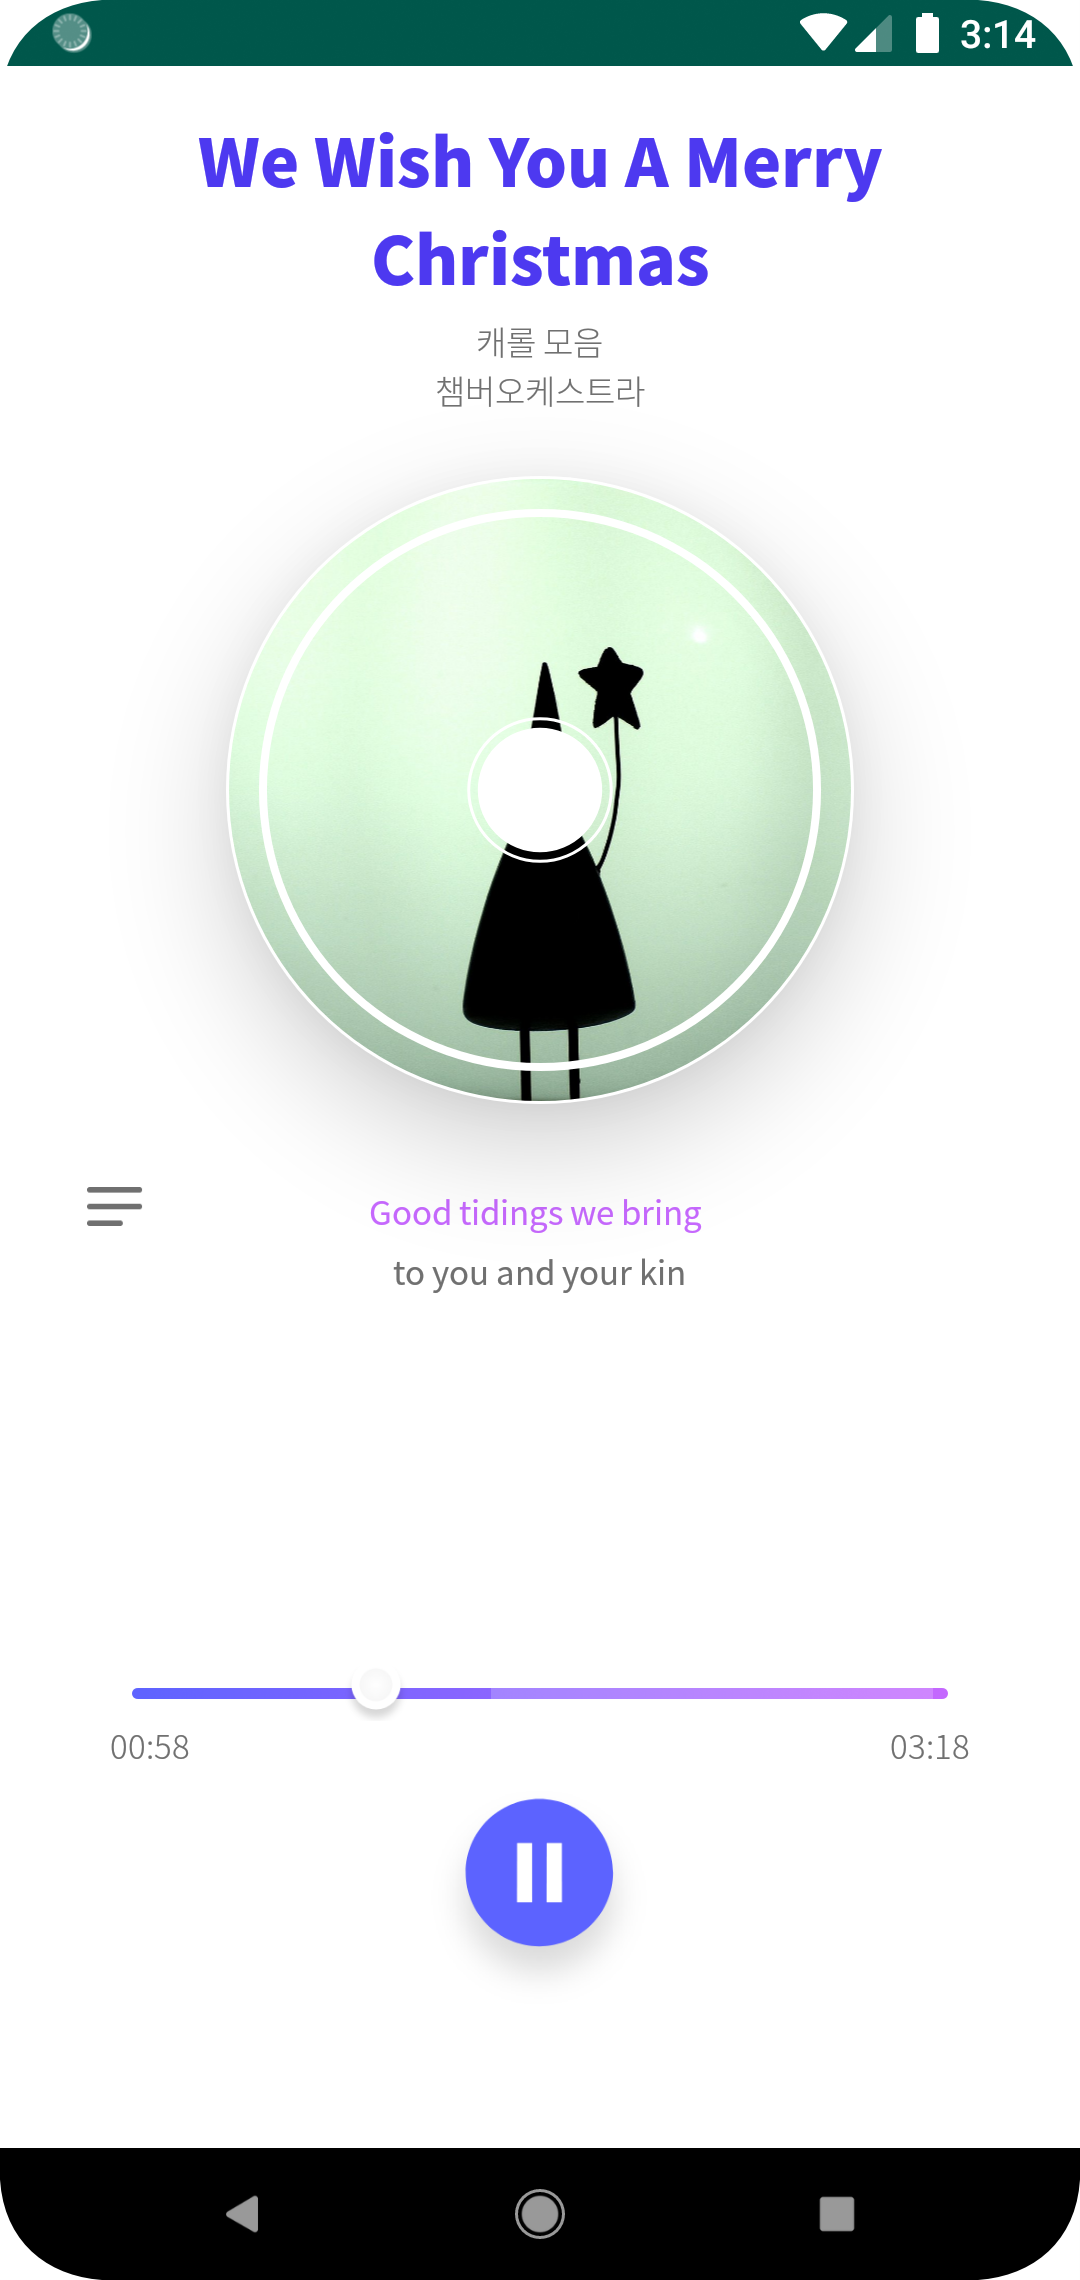 3:14
We Wish You A Merry
Christmas
캐롤 모음
챔버오케스트라
Good tidings we bring
to you and your kin
00:58
03:18